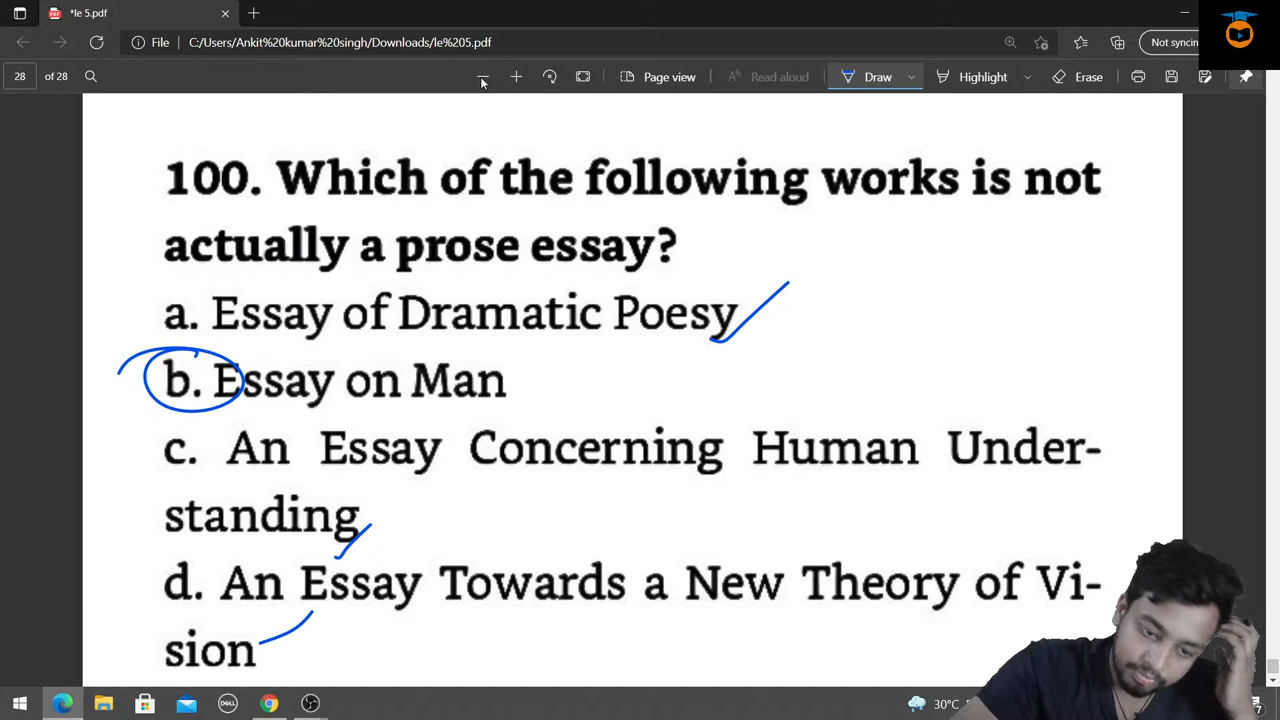 *le 5.pdf
File C:/Users/Ankit%20kumar%20singh/Downloads/le%205.pdf Not syncin
28 of 28 Page view Read aloud Draw Highlight Erase
100. Which of the following works is not
actually a prose essay?
a. Essay of Dramatic Poesy
b. Essay on Man
c. An Essay Concerning Human Under-
standing
d. An Essay Towards a New Theory of Vi-
sion
DELL 30°C